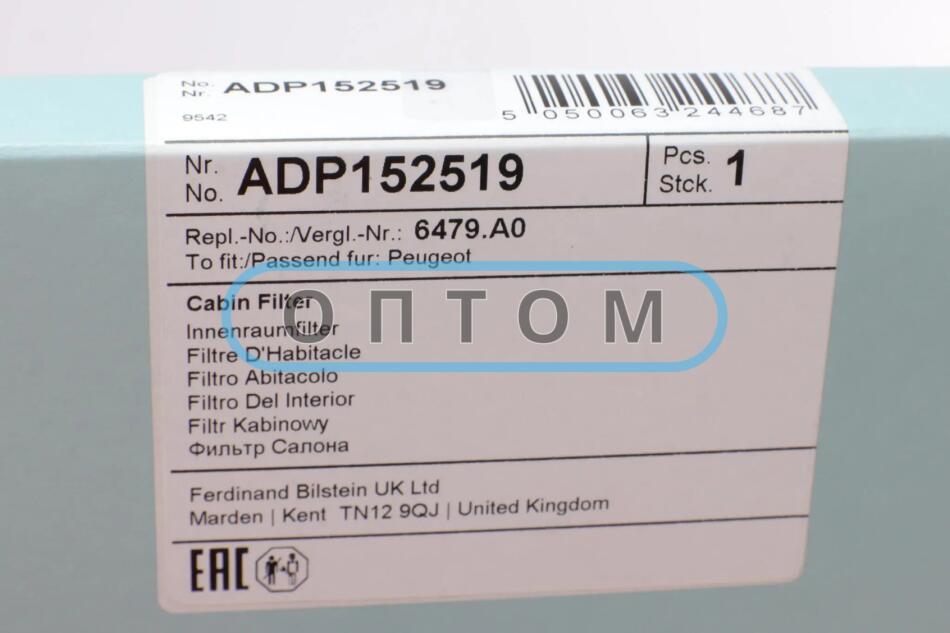 No.
Nr. ADP152519
9542
5 050063 244687
Nr.
No. ADP152519
Pcs.
Stck. 1
Repl.-No.:/Vergl.-Nr.: 6479.A0
To fit:/Passend fur: Peugeot
Cabin Filter
ОПТОМ
Innenraumfilter
Filtre D'Habitacle
Filtro Abitacolo
Filtro Del Interior
Filtr Kabinowy
Фильтр Салона
Ferdinand Bilstein UK Ltd
Marden | Kent TN12 9QJ | United Kingdom
EAC